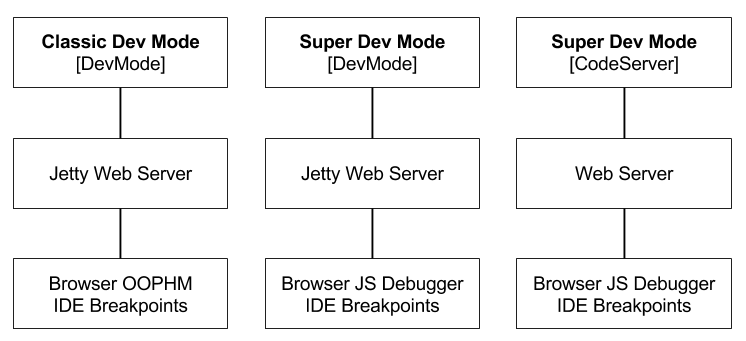 Classic Dev Mode
[DevMode]
Super Dev Mode
[DevMode]
Super Dev Mode
[CodeServer]
Jetty Web Server
Jetty Web Server
Web Server
Browser OOPHM
IDE Breakpoints
Browser JS Debugger
IDE Breakpoints
Browser JS Debugger
IDE Breakpoints